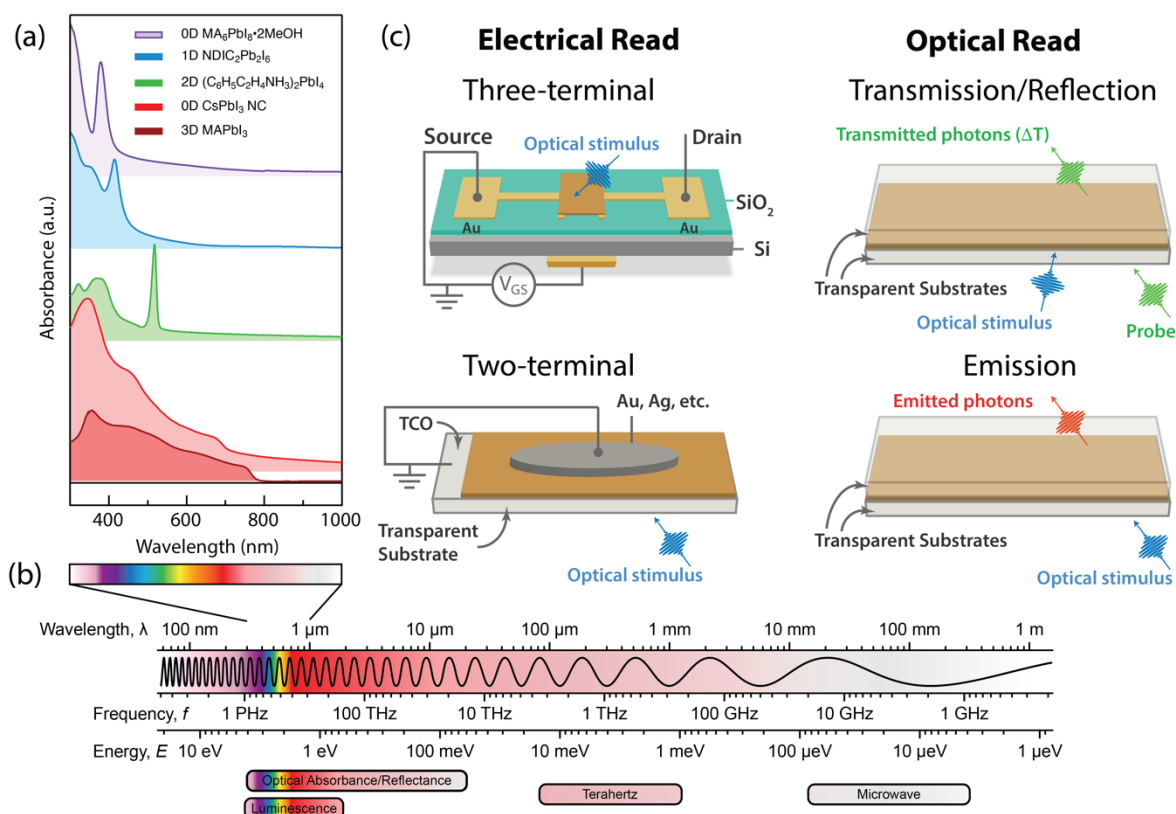 (a)
0D MA₆PbI₈•2MeOH
1D NDIC₂Pb₂I₆
2D (C₆H₅C₂H₄NH₃)₂PbI₄
0D CsPbI₃ NC
3D MAPbI₃
Absorbance (a.u.)
400 600 800 1000
Wavelength (nm)
(c)
Electrical Read
Three-terminal
Source
Optical stimulus
Drain
Au
Au
SiO₂
Si
V_GS
Two-terminal
TCO
Au, Ag, etc.
Transparent
Substrate
Optical stimulus
Optical Read
Transmission/Reflection
Transmitted photons (ΔT)
Transparent Substrates
Optical stimulus
Probe
Emission
Emitted photons
Transparent Substrates
Optical stimulus
(b)
Wavelength, λ 100 nm 1 µm 10 µm 100 µm 1 mm 10 mm 100 mm 1 m
Frequency, f 1 PHz 100 THz 10 THz 1 THz 100 GHz 10 GHz 1 GHz
Energy, E 10 eV 1 eV 100 meV 10 meV 1 meV 100 µeV 10 µeV 1 µeV
Optical Absorbance/Reflectance
Terahertz
Microwave
Luminescence